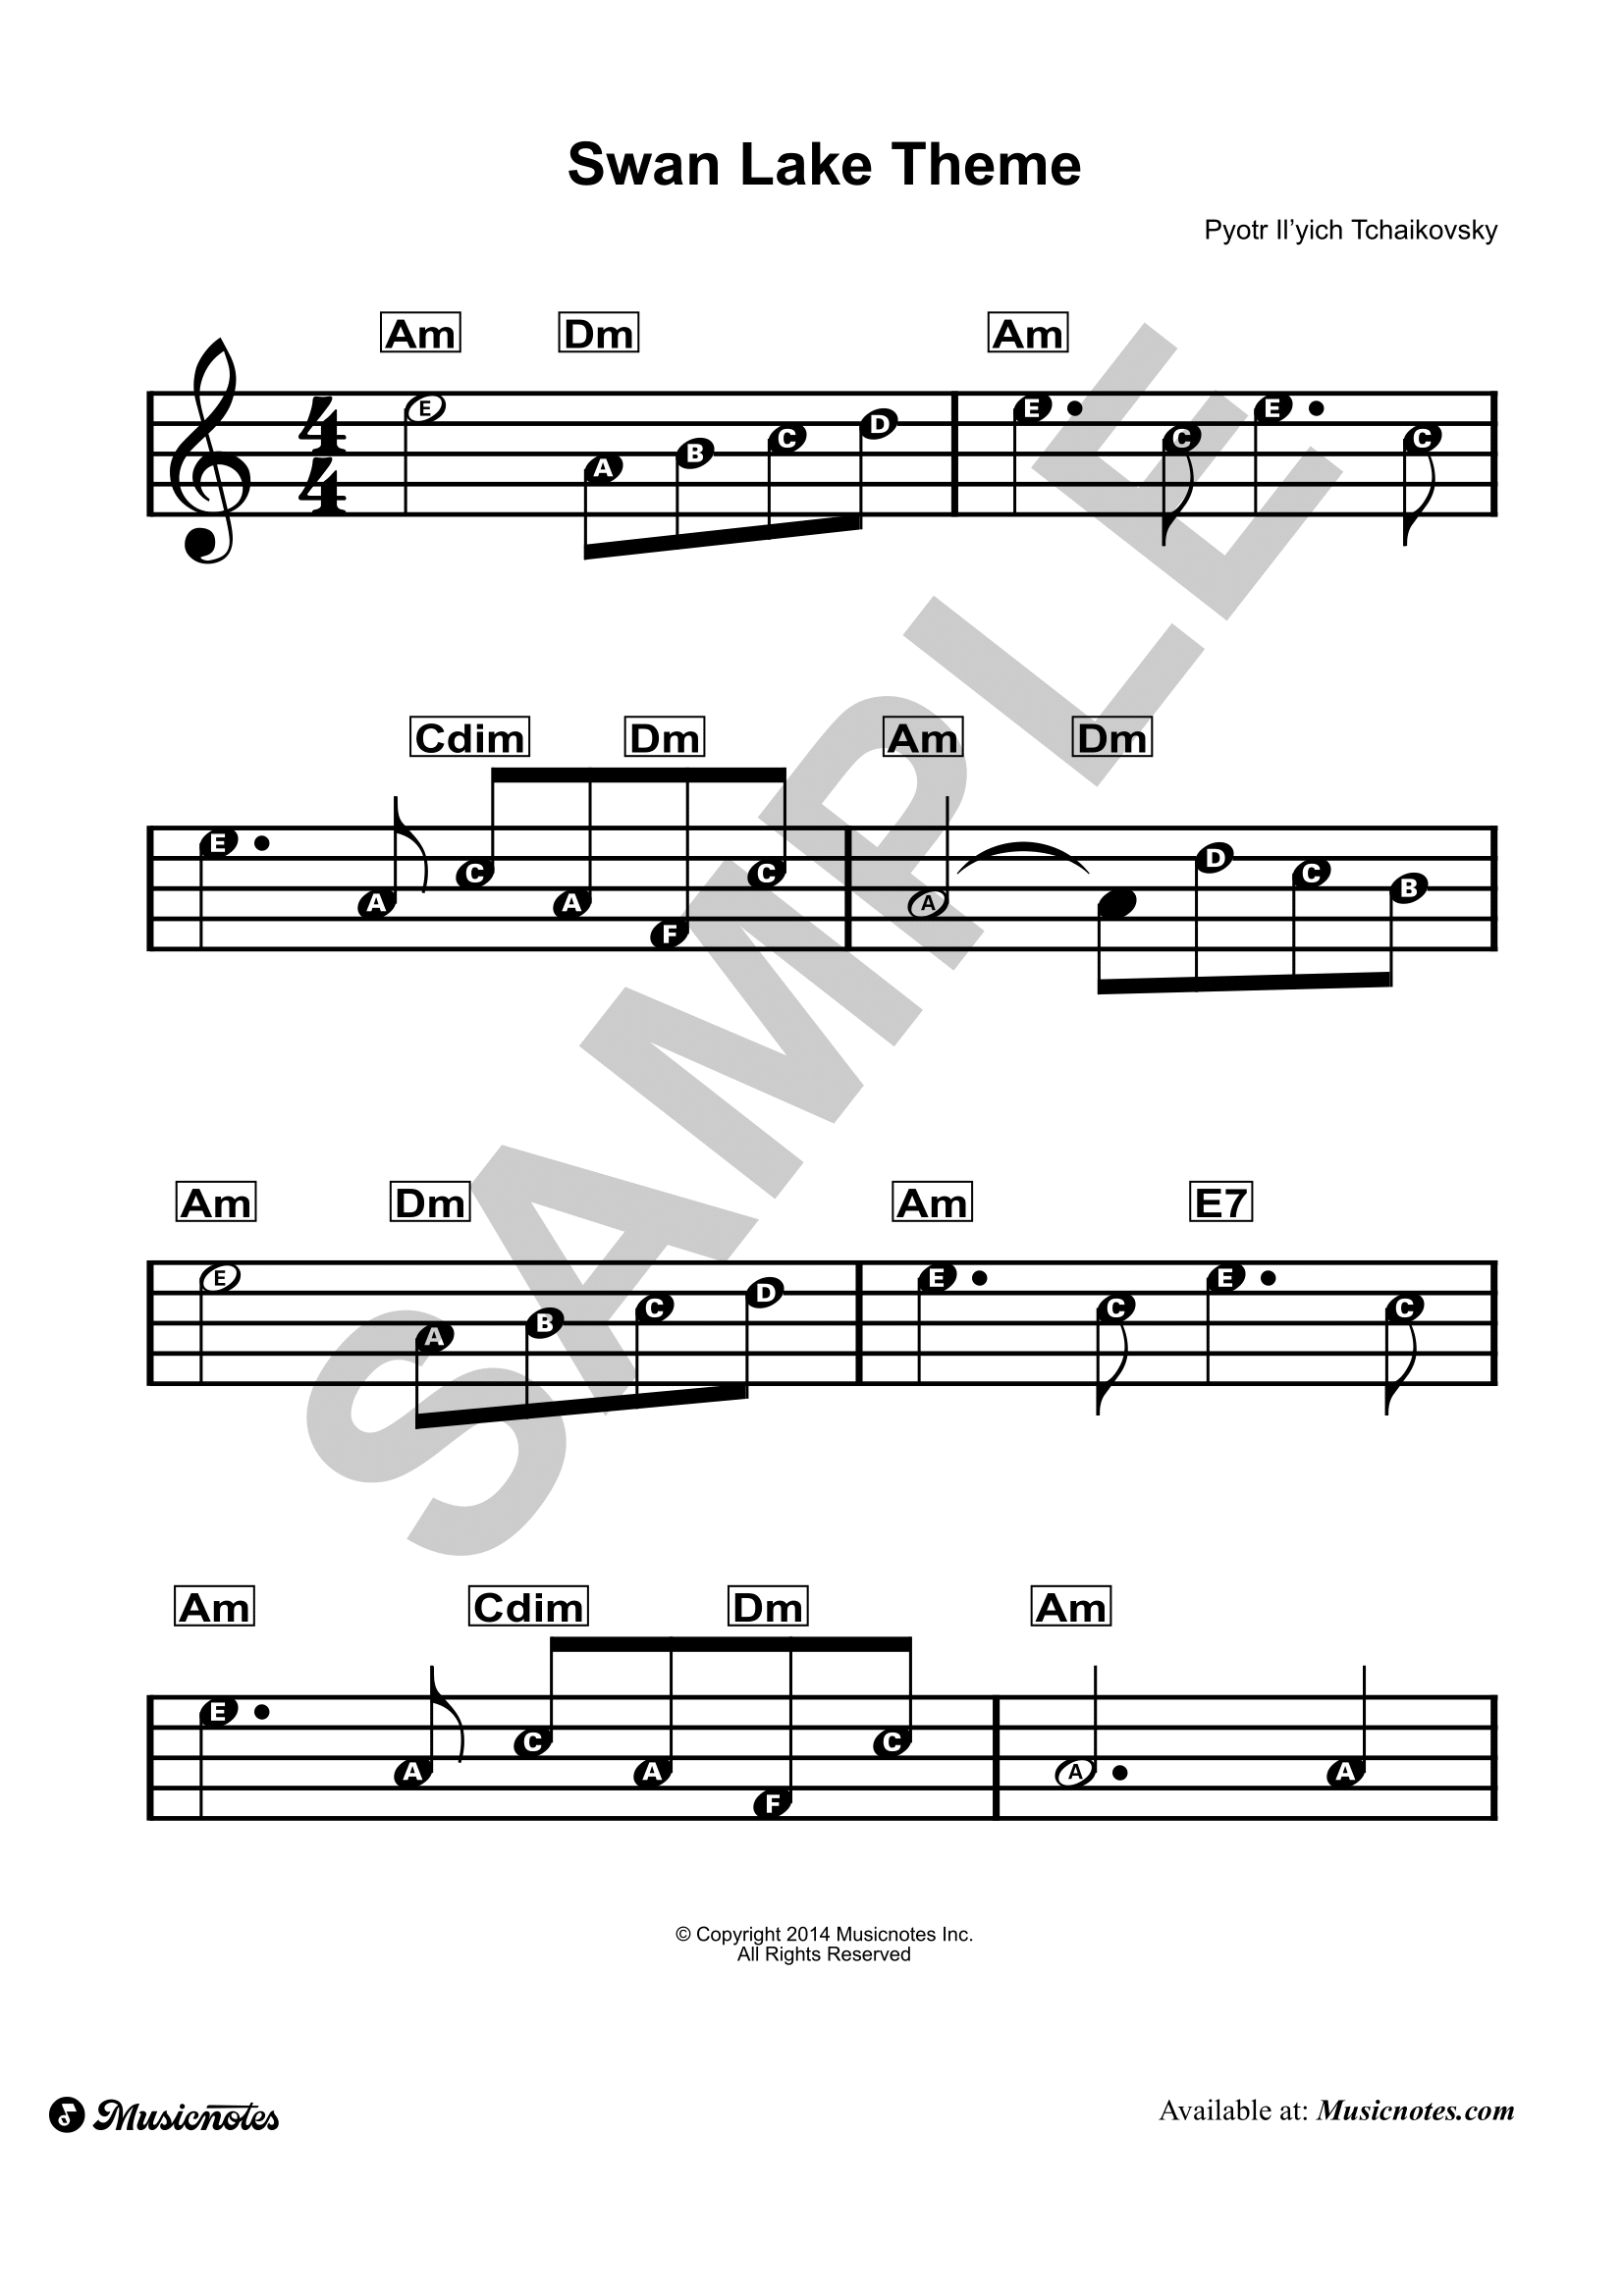 Swan Lake Theme
Pyotr Il'yich Tchaikovsky
Am Dm Am
4
4
E A B C D E C E C
Cdim Dm Am Dm
E A C A F C A D C B
Am Dm Am E7
E A B C D E C E C
Am Cdim Dm Am
E A C A F C A A
SAMPLE
© Copyright 2014 Musicnotes Inc.
All Rights Reserved
Musicnotes
Available at: Musicnotes.com